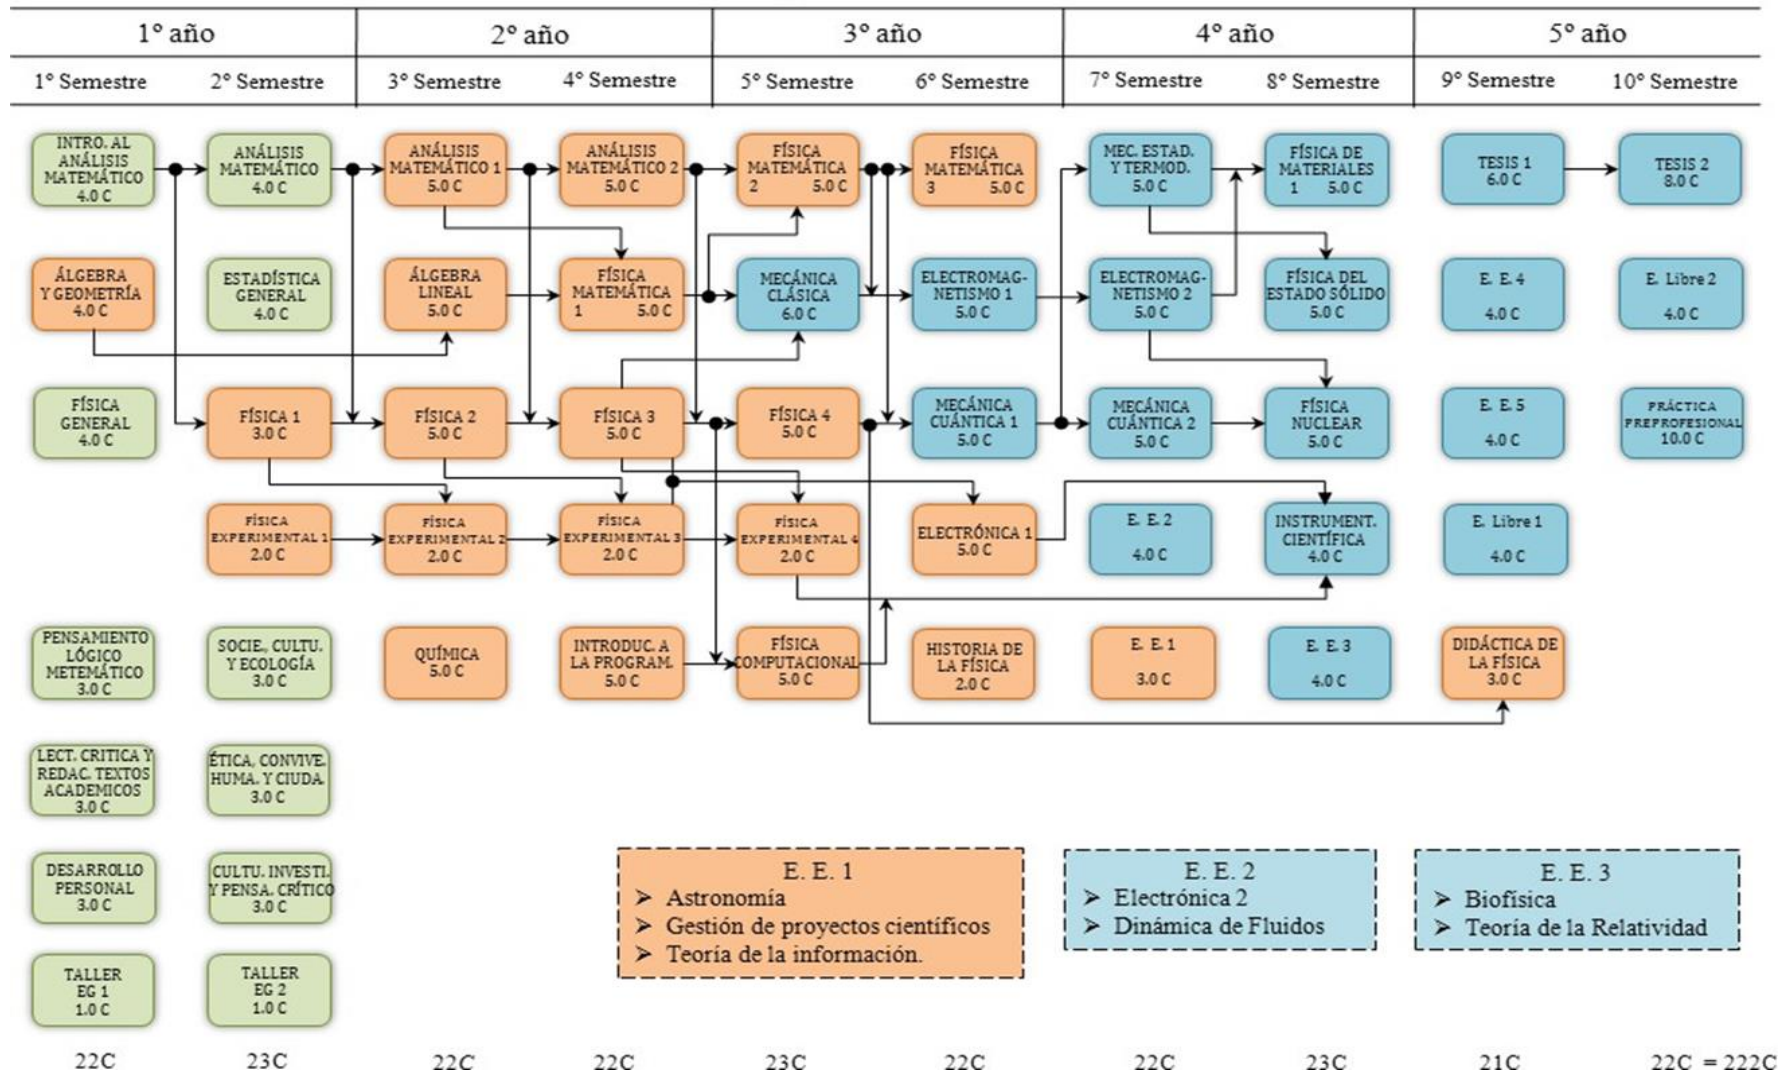 1° año
2° año
3° año
4° año
5° año
1° Semestre
2° Semestre
3° Semestre
4° Semestre
5° Semestre
6° Semestre
7° Semestre
8° Semestre
9° Semestre
10° Semestre
INTRO. AL
ANÁLISIS
MATEMÁTICO
4.0 C
ANÁLISIS
MATEMÁTICO
4.0 C
ANÁLISIS
MATEMÁTICO 1
5.0 C
ANÁLISIS
MATEMÁTICO 2
5.0 C
FÍSICA
MATEMÁTICA
2 5.0 C
FÍSICA
MATEMÁTICA
3 5.0 C
MEC. ESTAD.
Y TERMOD.
5.0 C
FÍSICA DE
MATERIALES
1 5.0 C
TESIS 1
6.0 C
TESIS 2
8.0 C
ÁLGEBRA
Y GEOMETRÍA
4.0 C
ESTADÍSTICA
GENERAL
4.0 C
ÁLGEBRA
LINEAL
5.0 C
FÍSICA
MATEMÁTICA
1 5.0 C
MECÁNICA
CLÁSICA
6.0 C
ELECTROMAG-
NETISMO 1
5.0 C
ELECTROMAG-
NETISMO 2
5.0 C
FÍSICA DEL
ESTADO SÓLIDO
5.0 C
E. E. 4
4.0 C
E. Libre 2
4.0 C
FÍSICA
GENERAL
4.0 C
FÍSICA 1
3.0 C
FÍSICA 2
5.0 C
FÍSICA 3
5.0 C
FÍSICA 4
5.0 C
MECÁNICA
CUÁNTICA 1
5.0 C
MECÁNICA
CUÁNTICA 2
5.0 C
FÍSICA
NUCLEAR
5.0 C
E. E. 5
4.0 C
PRÁCTICA
PREPROFESIONAL
10.0 C
FÍSICA
EXPERIMENTAL 1
2.0 C
FÍSICA
EXPERIMENTAL 2
2.0 C
FÍSICA
EXPERIMENTAL 3
2.0 C
FÍSICA
EXPERIMENTAL 4
2.0 C
ELECTRÓNICA 1
5.0 C
E. E. 2
4.0 C
INSTRUMENT.
CIENTÍFICA
4.0 C
E. Libre 1
4.0 C
PENSAMIENTO
LÓGICO
METEMÁTICO
3.0 C
SOCIE., CULTU.
Y ECOLOGÍA
3.0 C
QUÍMICA
5.0 C
INTRODUC. A
LA PROGRAM.
5.0 C
FÍSICA
COMPUTACIONAL
5.0 C
HISTORIA DE
LA FÍSICA
2.0 C
E. E. 1
3.0 C
E. E. 3
4.0 C
DIDÁCTICA DE
LA FÍSICA
3.0 C
LECT. CRITICA Y
REDAC. TEXTOS
ACADEMICOS
3.0 C
ÉTICA, CONVIVE.
HUMA. Y CIUDA.
3.0 C
DESARROLLO
PERSONAL
3.0 C
CULTU. INVESTI.
Y PENSA. CRÍTICO
3.0 C
TALLER
EG 1
1.0 C
TALLER
EG 2
1.0 C
E. E. 1
➢ Astronomía
➢ Gestión de proyectos científicos
➢ Teoría de la información.
E. E. 2
➢ Electrónica 2
➢ Dinámica de Fluidos
E. E. 3
➢ Biofísica
➢ Teoría de la Relatividad
22C
23C
22C
22C
23C
22C
22C
23C
21C
22C = 222C